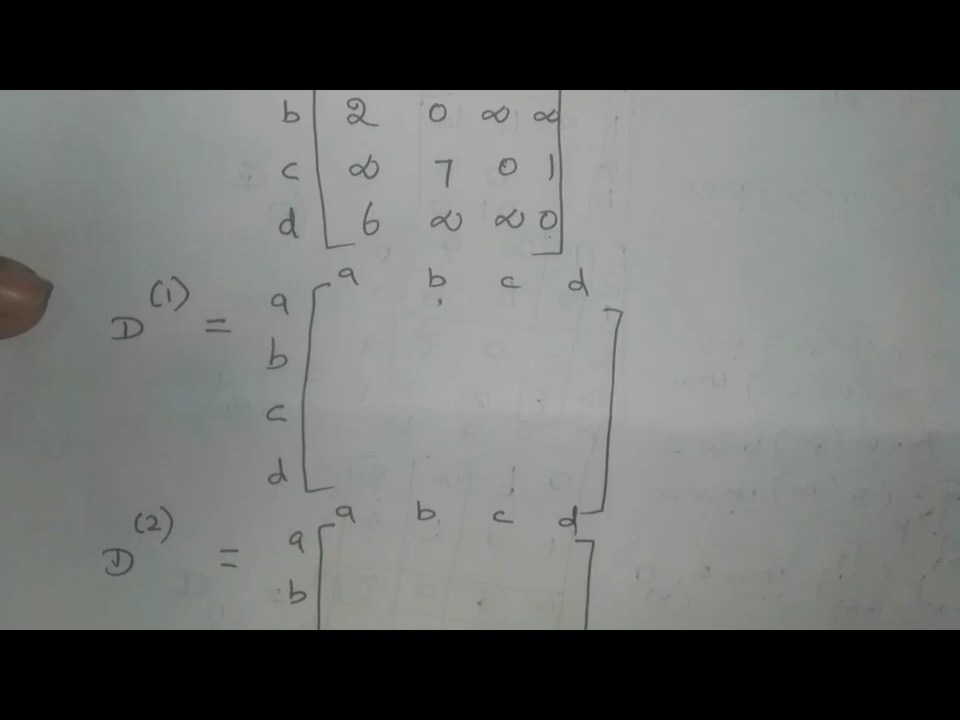 b 2 0 ∞ ∞
c ∞ 7 0 1
d 6 ∞ ∞ 0
a b c d
D(1) = a
b
c
d
a b c d
D(2) = a
b